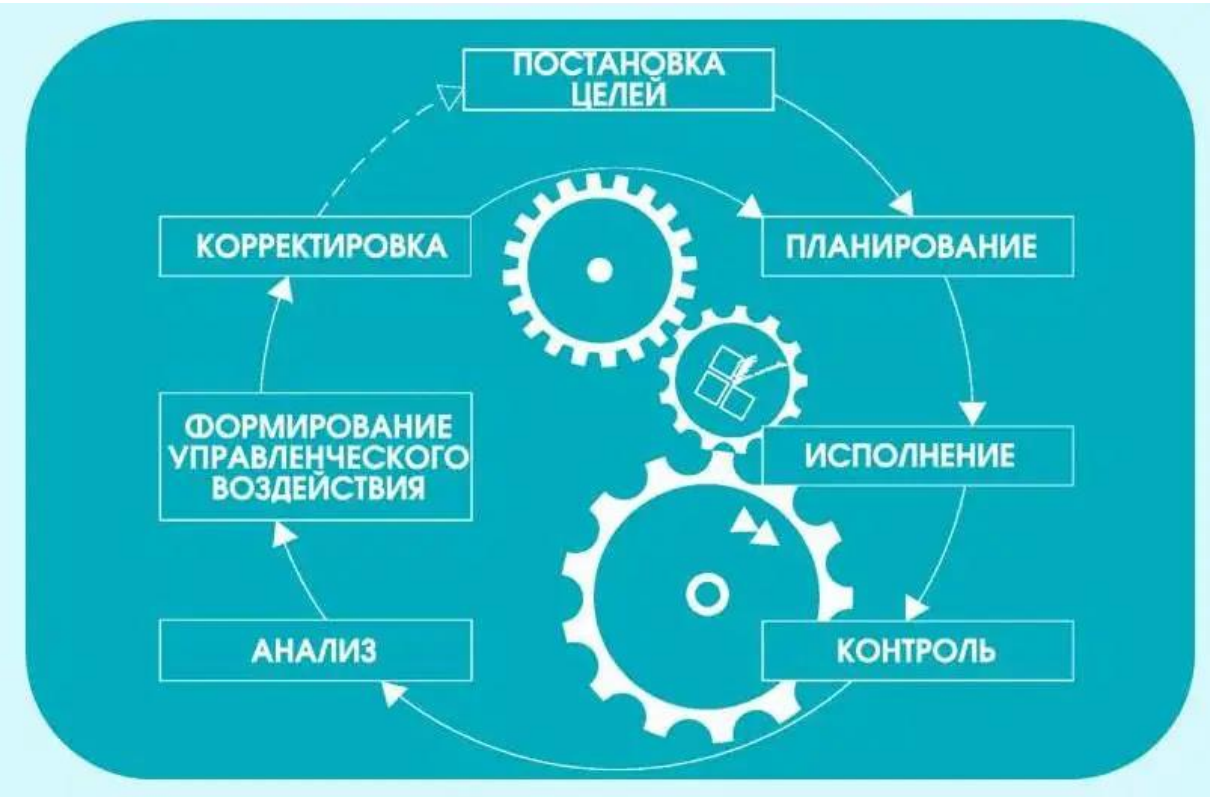 ПОСТАНОВКА
ЦЕЛЕЙ
КОРРЕКТИРОВКА
ПЛАНИРОВАНИЕ
ФОРМИРОВАНИЕ
УПРАВЛЕНЧЕСКОГО
ВОЗДЕЙСТВИЯ
ИСПОЛНЕНИЕ
АНАЛИЗ
КОНТРОЛЬ